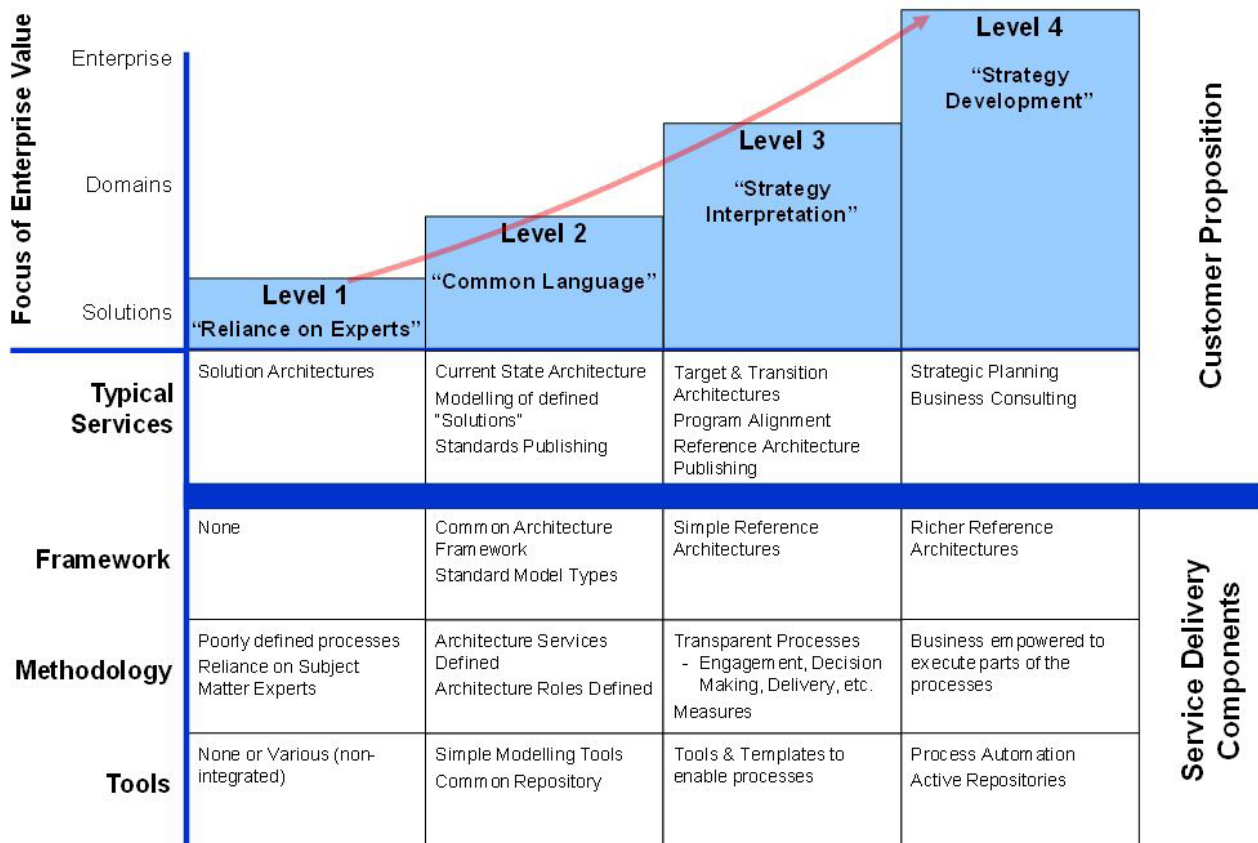 Focus of Enterprise Value
Enterprise
Domains
Solutions
Level 1
“Reliance on Experts”
Level 2
“Common Language”
Level 3
“Strategy
Interpretation”
Level 4
“Strategy
Development”
Customer Proposition
Typical
Services
Solution Architectures
Current State Architecture
Modelling of defined
"Solutions"
Standards Publishing
Target & Transition
Architectures
Program Alignment
Reference Architecture
Publishing
Strategic Planning
Business Consulting
Framework
None
Common Architecture
Framework
Standard Model Types
Simple Reference
Architectures
Richer Reference
Architectures
Methodology
Poorly defined processes
Reliance on Subject
Matter Experts
Architecture Services
Defined
Architecture Roles Defined
Transparent Processes
- Engagement, Decision
Making, Delivery, etc.
Measures
Business empowered to
execute parts of the
processes
Tools
None or Various (non-
integrated)
Simple Modelling Tools
Common Repository
Tools & Templates to
enable processes
Process Automation
Active Repositories
Service Delivery
Components